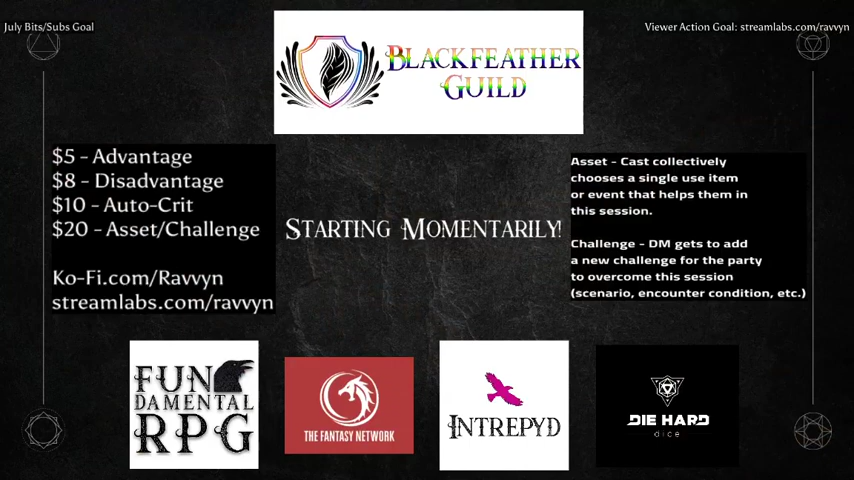 July Bits/Subs Goal
Viewer Action Goal: streamlabs.com/ravvyn
BLACKFEATHER
GUILD
$5 - Advantage
$8 - Disadvantage
$10 - Auto-Crit
$20 - Asset/Challenge
Ko-Fi.com/Ravvyn
streamlabs.com/ravvyn
STARTING MOMENTARILY!
Asset - Cast collectively
chooses a single use item
or event that helps them in
this session.
Challenge - DM gets to add
a new challenge for the party
to overcome this session
(scenario, encounter condition, etc.)
FUN
DAMENTAL
RPG
THE FANTASY NETWORK
INTREPYD
DIE HARD
dice